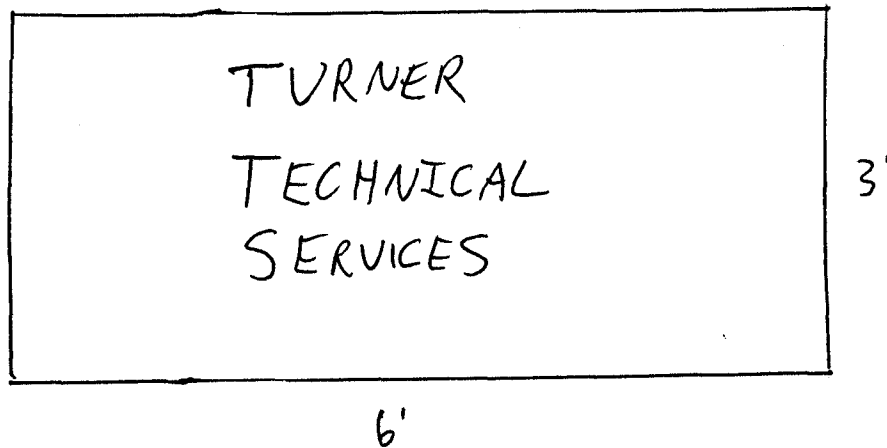 TURNER
TECHNICAL
SERVICES
3'
6'